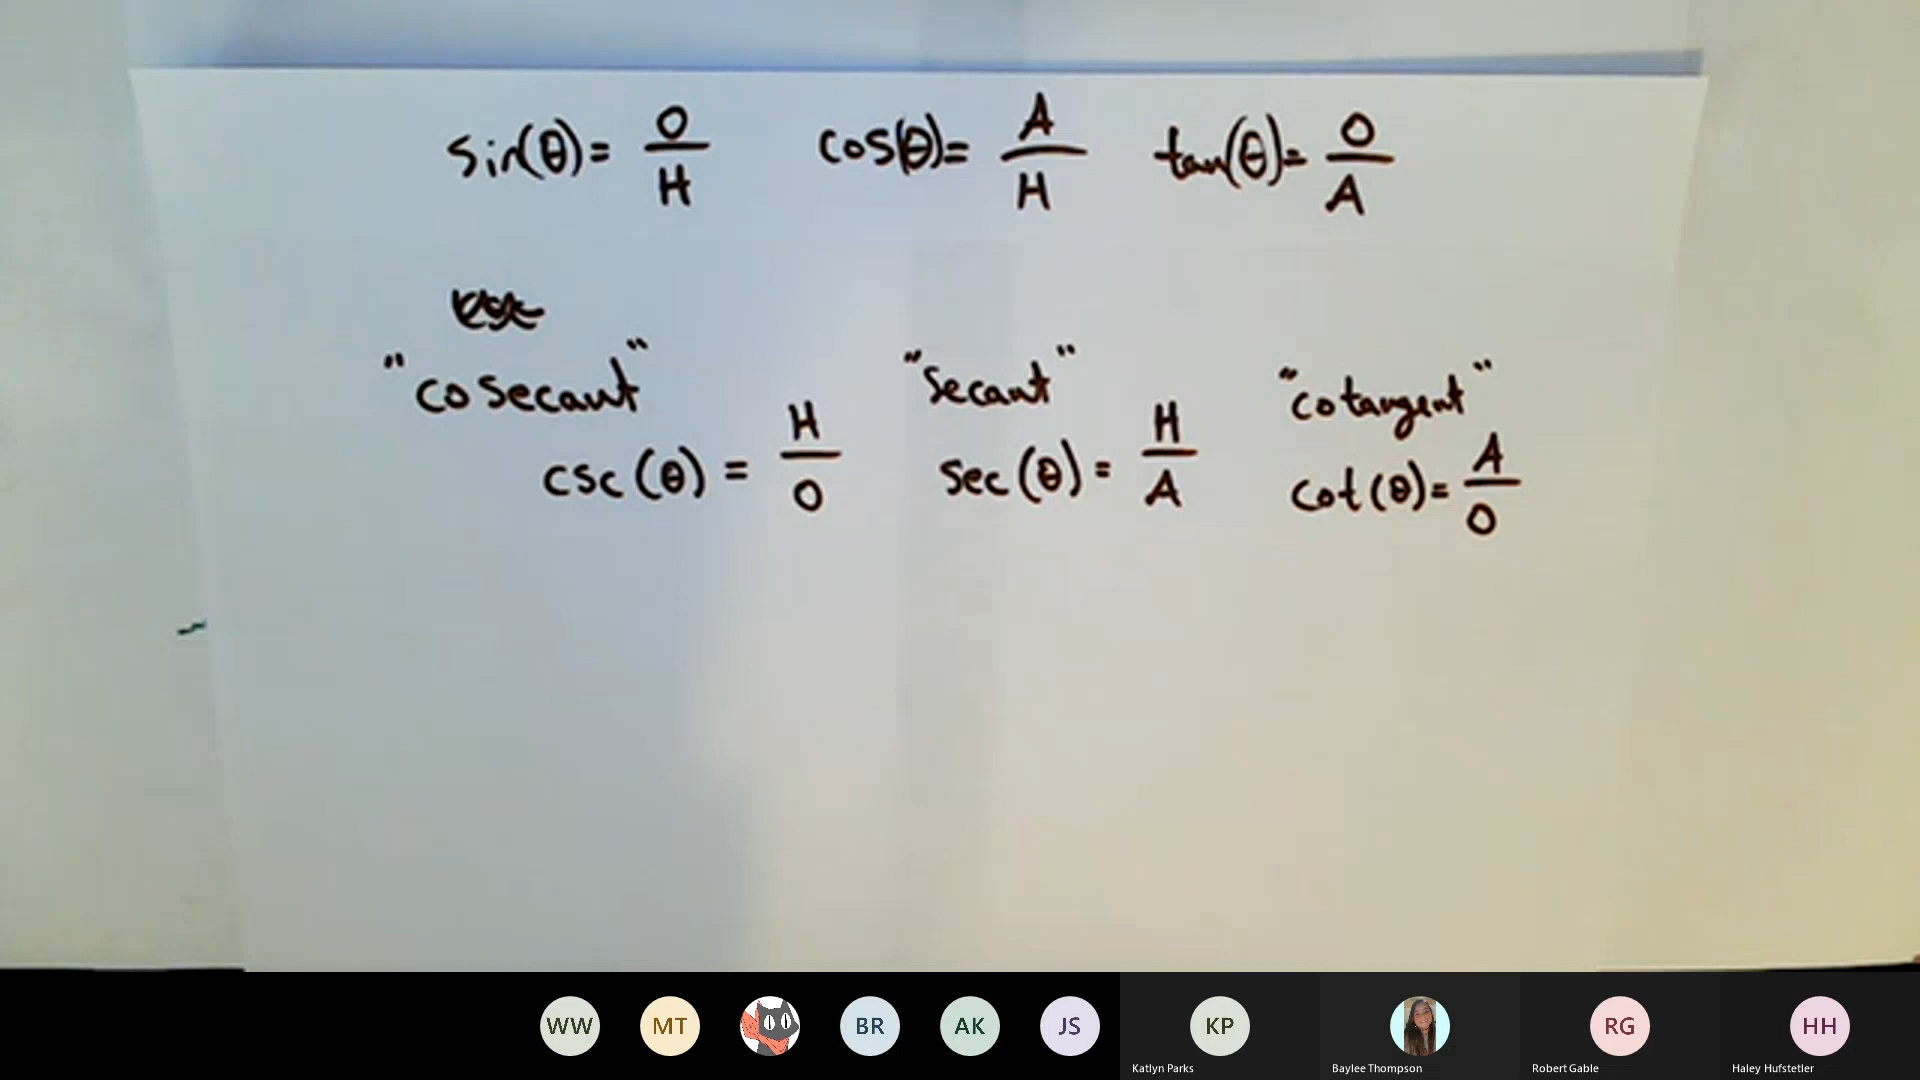 sin(θ) = O/H cos(θ) = A/H tan(θ) = O/A
"cosecant" "secant" "cotangent"
csc(θ) = H/O sec(θ) = H/A cot(θ) = A/O
WW MT BR AK JS KP RG HH
Katlyn Parks Baylee Thompson Robert Gable Haley Hufstetler